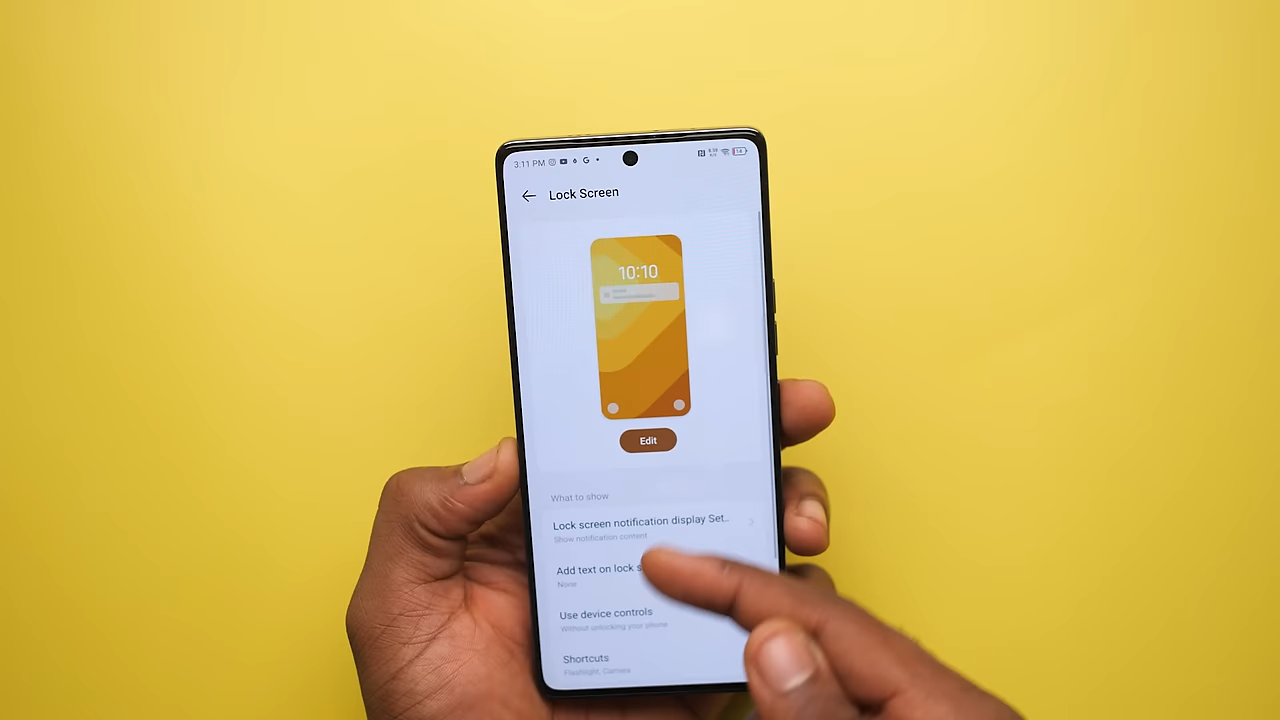 3:11 PM
14
Lock Screen
10:10
Edit
What to show
Lock screen notification display Set..
Show notification content
Add text on lock s
None
Use device controls
Without unlocking your phone
Shortcuts
Flashlight, Camera